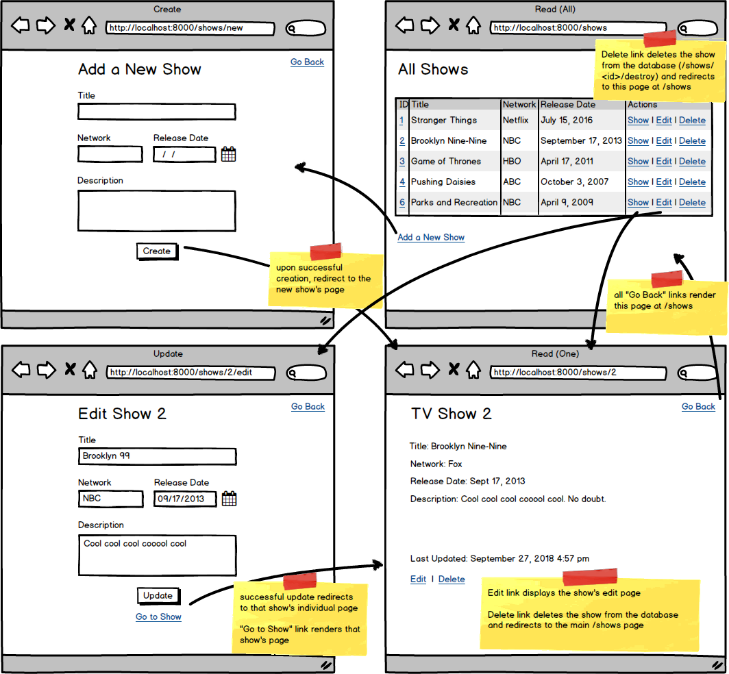 Create
http://localhost:8000/shows/new
Go Back
Add a New Show
Title
Network Release Date
/ /
Description
Create
upon successful
creation, redirect to the
new show's page
Read (All)
http://localhost:8000/shows
Delete link deletes the show
from the database (/shows/
<id>/destroy) and redirects
to this page at /shows
All Shows
ID Title Network Release Date Actions
1 Stranger Things Netflix July 15, 2016 Show | Edit | Delete
2 Brooklyn Nine-Nine NBC September 17, 2013 Show | Edit | Delete
3 Game of Thrones HBO April 17, 2011 Show | Edit | Delete
4 Pushing Daisies ABC October 3, 2007 Show | Edit | Delete
6 Parks and Recreation NBC April 9, 2009 Show | Edit | Delete
Add a New Show
all "Go Back" links render
this page at /shows
Update
http://localhost:8000/shows/2/edit
Go Back
Edit Show 2
Title
Brooklyn 99
Network Release Date
NBC 09/17/2013
Description
Cool cool cool cooool cool
Update
Go to Show
successful update redirects
to that show's individual page
"Go to Show" link renders that
show's page
Read (One)
http://localhost:8000/shows/2
Go Back
TV Show 2
Title: Brooklyn Nine-Nine
Network: Fox
Release Date: Sept 17, 2013
Description: Cool cool cool cooool cool. No doubt.
Last Updated: September 27, 2018 4:57 pm
Edit | Delete
Edit link displays the show's edit page
Delete link deletes the show from the database
and redirects to the main /shows page